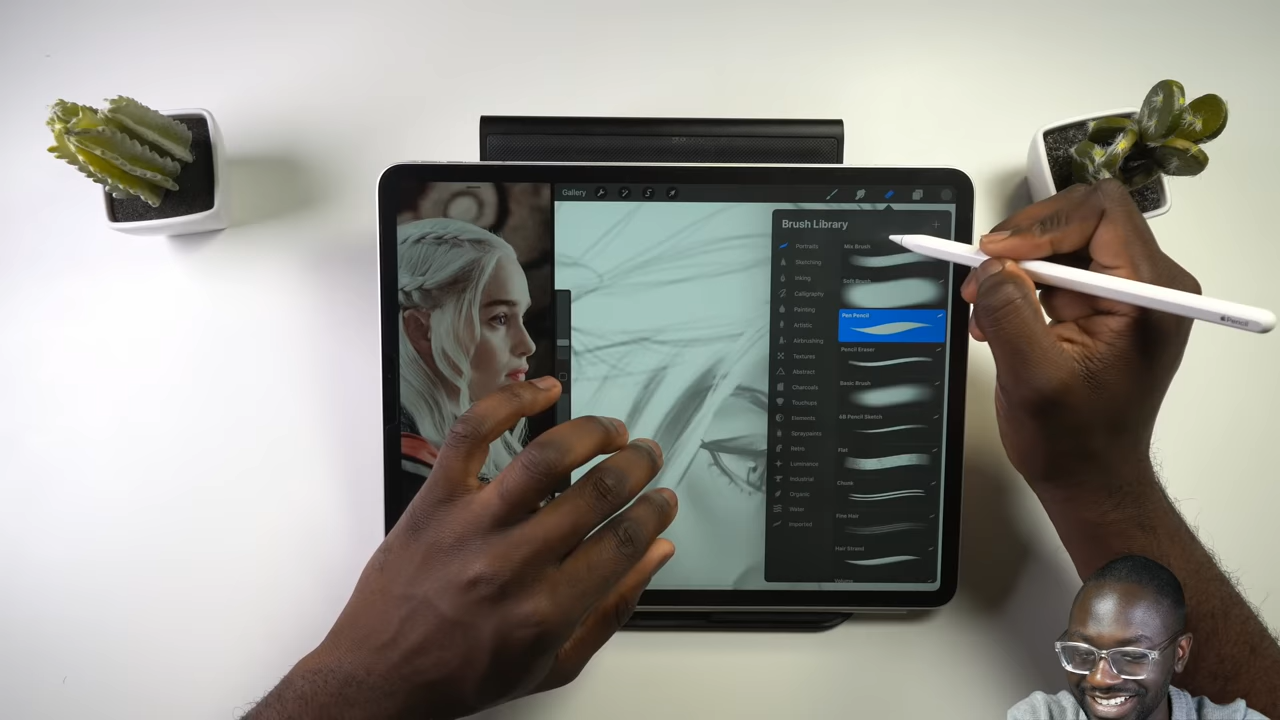 Gallery
Brush Library
Portraits
Sketching
Inking
Calligraphy
Painting
Artistic
Airbrushing
Textures
Abstract
Charcoals
Touchups
Elements
Spraypaints
Retro
Luminance
Industrial
Organic
Water
Imported
Mix Brush
Soft Brush
Pen Pencil
Pencil Eraser
Basic Brush
6B Pencil Sketch
Flat
Chunk
Fine Hair
Hair Strand
Volume
Pencil